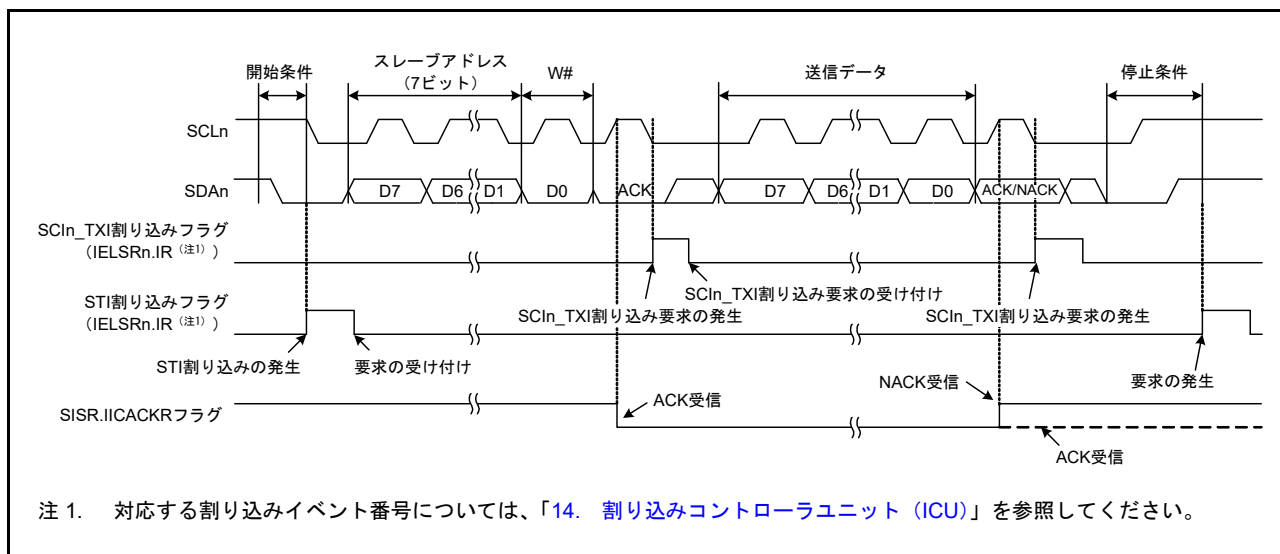 開始条件
スレーブアドレス
（7ビット）
W#
送信データ
停止条件
SCLn
SDAn
D7
D6
D1
D0
ACK
D7
D6
D1
D0
ACK/NACK
SCIn_TXI割り込みフラグ
（IELSRn.IR（注1））
SCIn_TXI割り込み要求の受け付け
SCIn_TXI割り込み要求の発生
SCIn_TXI割り込み要求の発生
STI割り込みフラグ
（IELSRn.IR（注1））
STI割り込みの発生
要求の受け付け
要求の発生
NACK受信
ACK受信
SISR.IICACKRフラグ
ACK受信
注 1. 対応する割り込みイベント番号については、「14. 割り込みコントローラユニット（ICU）」を参照してください。